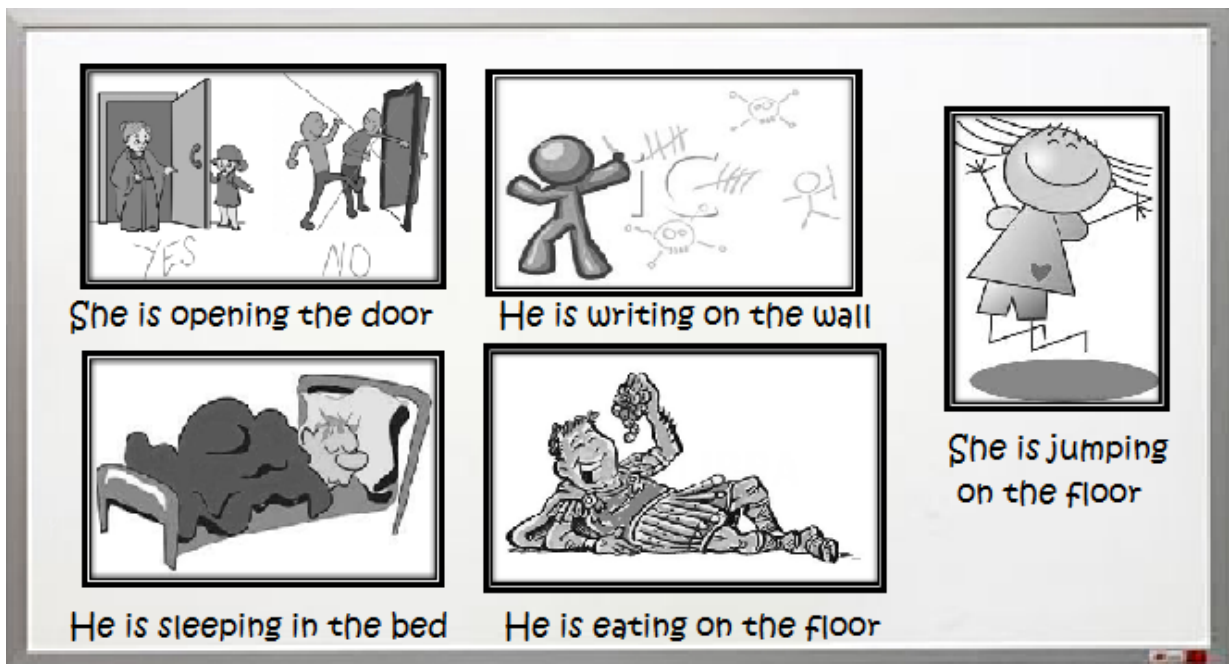 YES NO
She is opening the door
He is writing on the wall
He is sleeping in the bed
He is eating on the floor
She is jumping
on the floor